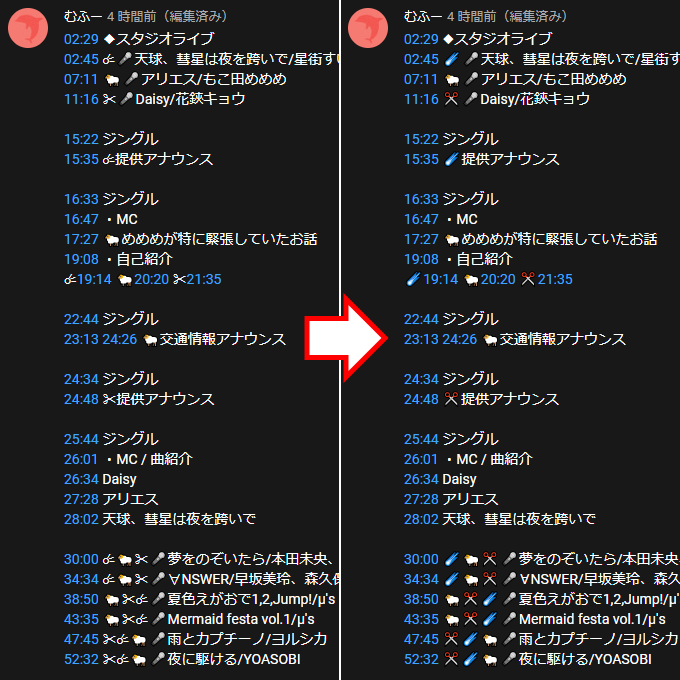 むふー 4 時間前（編集済み）
02:29 ◆スタジオライブ
02:45 ☄ 🎤天球、彗星は夜を跨いで/星街すい
07:11 🐑 🎤アリエス/もこ田めめめ
11:16 ✂ 🎤Daisy/花鋏キョウ
15:22 ジングル
15:35 ☄提供アナウンス
16:33 ジングル
16:47 ・MC
17:27 🐑めめめが特に緊張していたお話
19:08 ・自己紹介
☄19:14 🐑20:20 ✂21:35
22:44 ジングル
23:13 24:26 🐑交通情報アナウンス
24:34 ジングル
24:48 ✂提供アナウンス
25:44 ジングル
26:01 ・MC / 曲紹介
26:34 Daisy
27:28 アリエス
28:02 天球、彗星は夜を跨いで
30:00 ☄🐑✂🎤夢をのぞいたら/本田未央、
34:34 ☄🐑✂🎤∀NSWER/早坂美玲、森久保
38:50 🐑✂☄🎤夏色えがおで1,2,Jump!/μ's
43:35 🐑✂☄🎤Mermaid festa vol.1/μ's
47:45 ✂☄🐑🎤雨とカプチーノ/ヨルシカ
52:32 ✂☄🐑🎤夜に駆ける/YOASOBI
むふー 4 時間前（編集済み）
02:29 ◆スタジオライブ
02:45 ☄️ 🎤天球、彗星は夜を跨いで/星街す
07:11 🐑 🎤アリエス/もこ田めめめ
11:16 ✂️ 🎤Daisy/花鋏キョウ
15:22 ジングル
15:35 ☄️提供アナウンス
16:33 ジングル
16:47 ・MC
17:27 🐑めめめが特に緊張していたお話
19:08 ・自己紹介
☄️19:14 🐑20:20 ✂️21:35
22:44 ジングル
23:13 24:26 🐑交通情報アナウンス
24:34 ジングル
24:48 ✂️提供アナウンス
25:44 ジングル
26:01 ・MC / 曲紹介
26:34 Daisy
27:28 アリエス
28:02 天球、彗星は夜を跨いで
30:00 ☄️🐑✂️🎤夢をのぞいたら/本田未央
34:34 ☄️🐑✂️🎤∀NSWER/早坂美玲、森久
38:50 🐑✂️☄️🎤夏色えがおで1,2,Jump!/μ's
43:35 🐑✂️☄️🎤Mermaid festa vol.1/μ's
47:45 ✂️☄️🐑🎤雨とカプチーノ/ヨルシカ
52:32 ✂️☄️🐑🎤夜に駆ける/YOASOBI